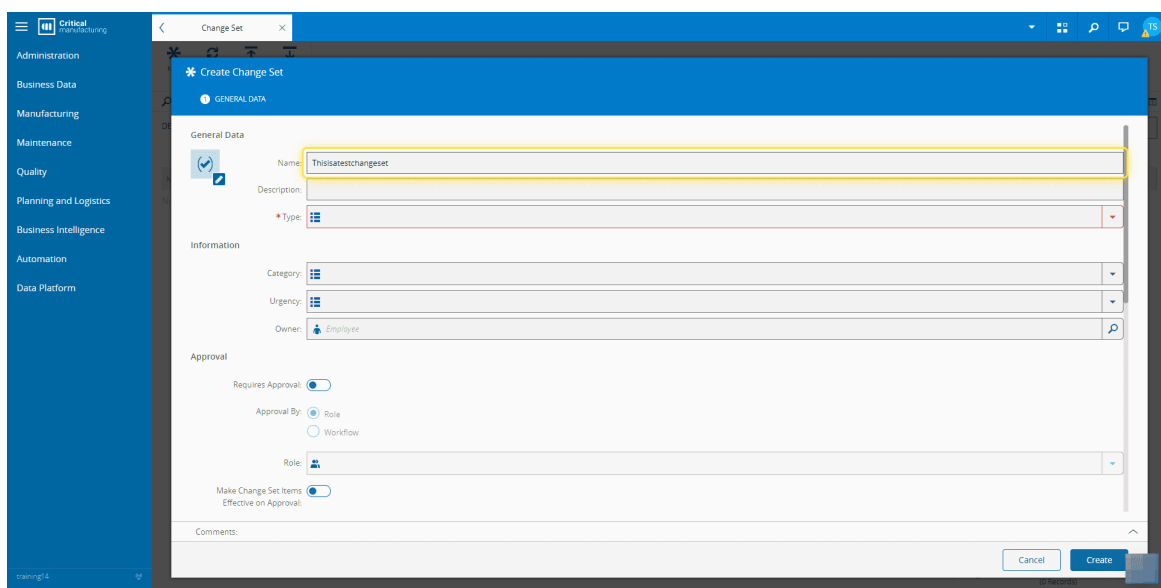 Critical
manufacturing
Change Set
TS
Administration
Business Data
Manufacturing
Maintenance
Quality
Planning and Logistics
Business Intelligence
Automation
Data Platform
training14
Create Change Set
1 GENERAL DATA
General Data
Name: Thisisatestchangeset
Description:
* Type:
Information
Category:
Urgency:
Owner: Employee
Approval
Requires Approval:
Approval By: Role
Workflow
Role:
Make Change Set Items
Effective on Approval:
Comments:
Cancel Create
(0 Records)